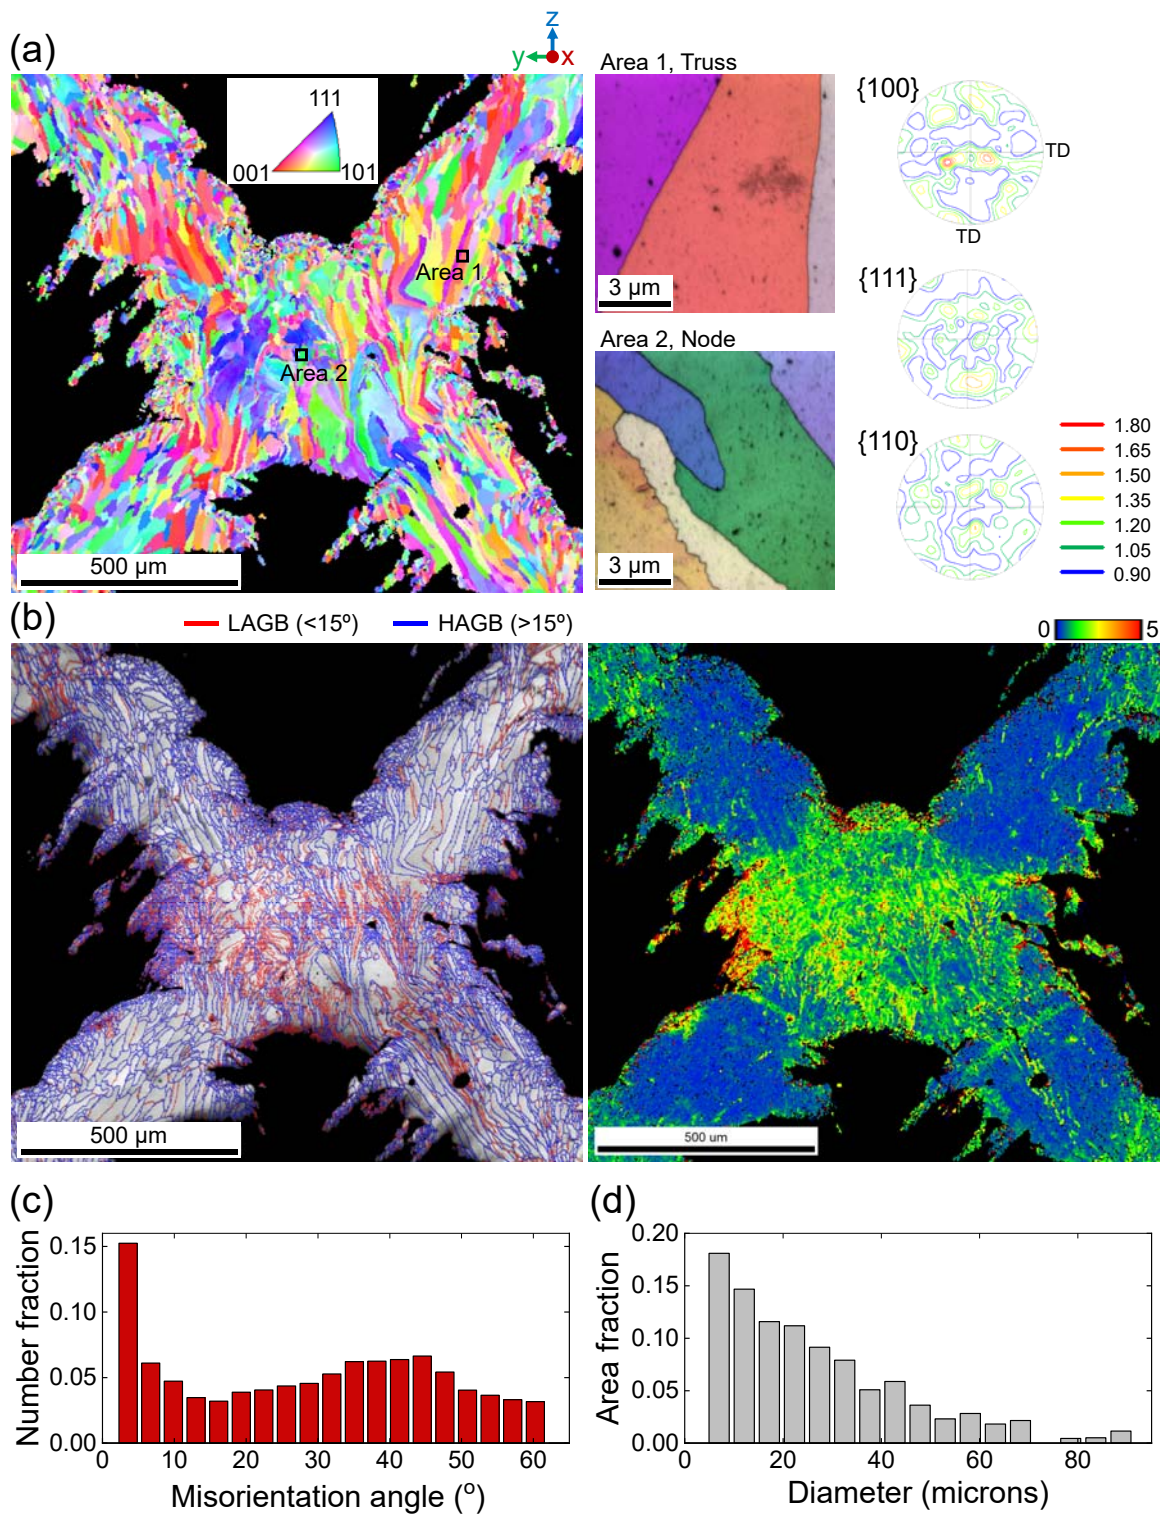 (a)
z
y
x
111
001
101
Area 1
Area 2
500 µm
Area 1, Truss
3 µm
Area 2, Node
3 µm
{100}
TD
TD
{111}
{110}
1.80
1.65
1.50
1.35
1.20
1.05
0.90
(b)
LAGB (<15º)
HAGB (>15º)
0
5
500 µm
500 um
(c)
Number fraction
0.15
0.10
0.05
0.00
0 10 20 30 40 50 60
Misorientation angle (°)
(d)
Area fraction
0.20
0.15
0.10
0.05
0.00
0 20 40 60 80
Diameter (microns)